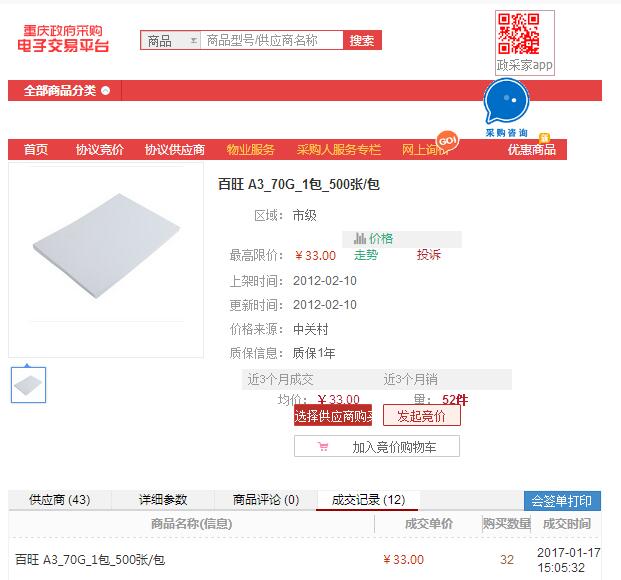 重庆政府采购
电子交易平台
商品 商品型号/供应商名称 搜索
政采家app
全部商品分类
采购咨询
GO!
首页 协议竞价 协议供应商 物业服务 采购人服务专栏 网上询价 优惠商品
百旺 A3_70G_1包_500张/包
区域: 市级
价格
最高限价: ￥33.00 走势 投诉
上架时间: 2012-02-10
更新时间: 2012-02-10
价格来源: 中关村
质保信息: 质保1年
近3个月成交 近3个月销
均价: ￥33.00 量: 52件
选择供应商购买 发起竞价
加入竞价购物车
供应商 (43) 详细参数 商品评论 (0) 成交记录 (12) 会签单打印
商品名称(信息) 成交单价 购买数量 成交时间
百旺 A3_70G_1包_500张/包 ￥33.00 32 2017-01-17
15:05:32